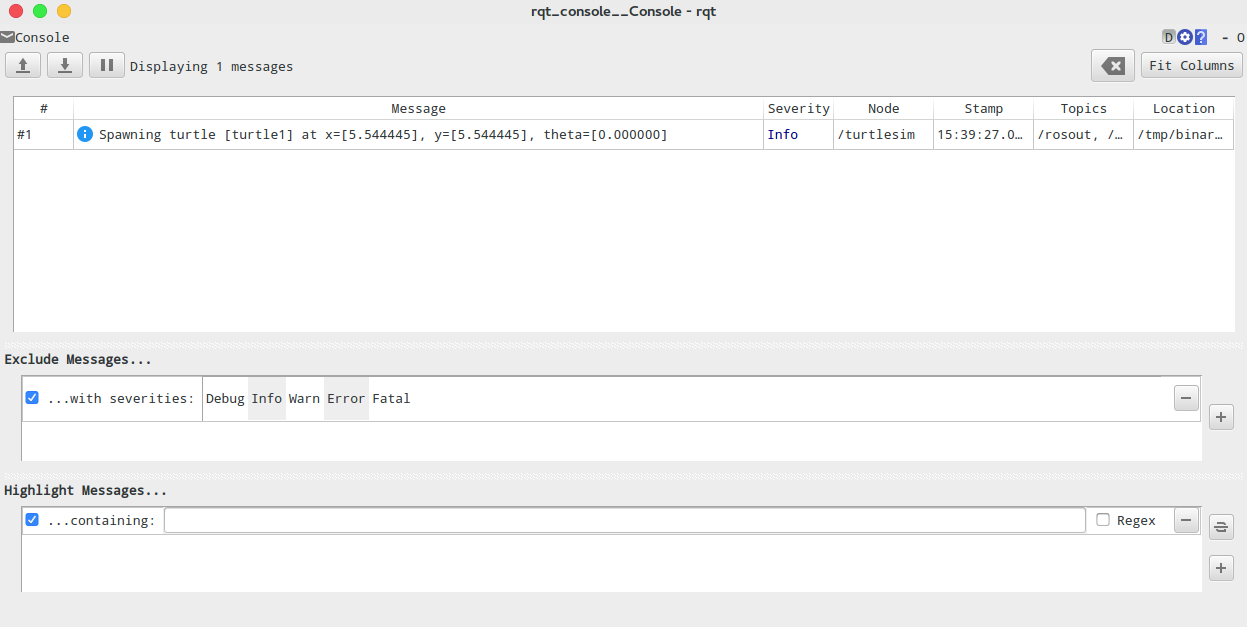 rqt_console__Console - rqt
Console D ? - O
Displaying 1 messages Fit Columns
# Message Severity Node Stamp Topics Location
#1 Spawning turtle [turtle1] at x=[5.544445], y=[5.544445], theta=[0.000000] Info /turtlesim 15:39:27.0... /rosout, /... /tmp/binar...
Exclude Messages...
...with severities: Debug Info Warn Error Fatal
Highlight Messages...
...containing: Regex